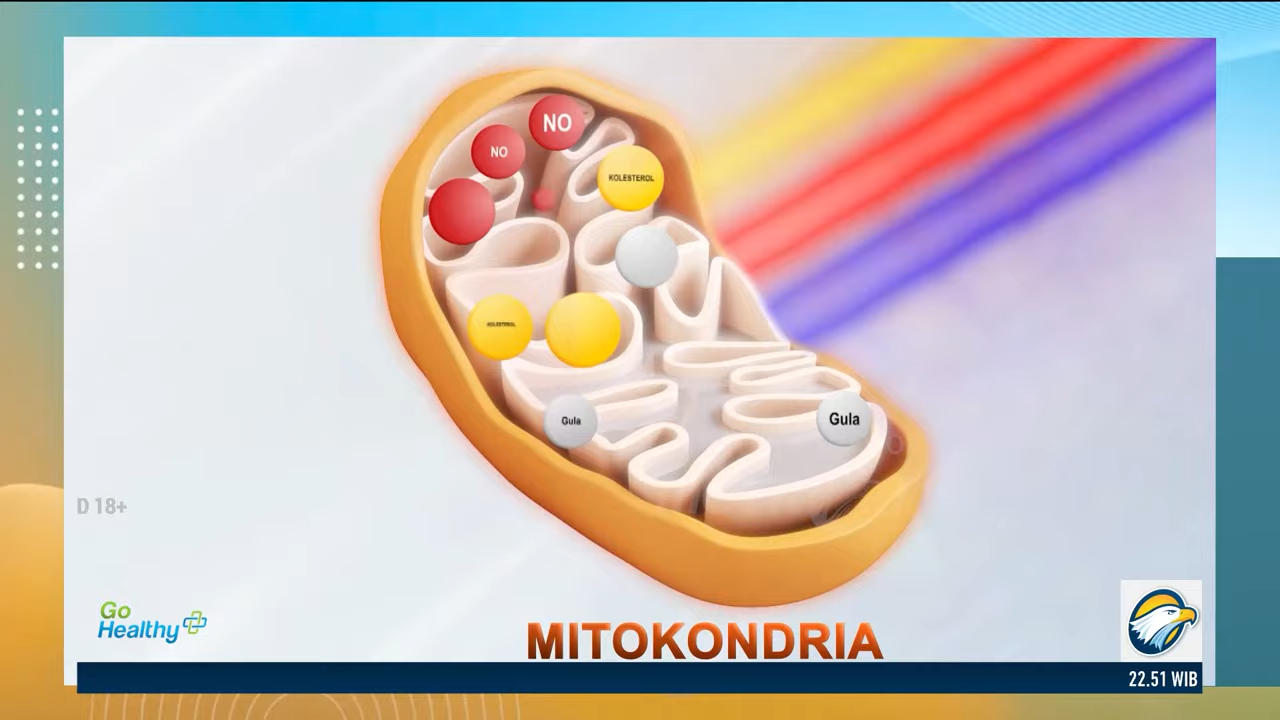 NO
NO
KOLESTEROL
KOLESTEROL
Gula
Gula
D 18+
Go
Healthy
MITOKONDRIA
22.51 WIB